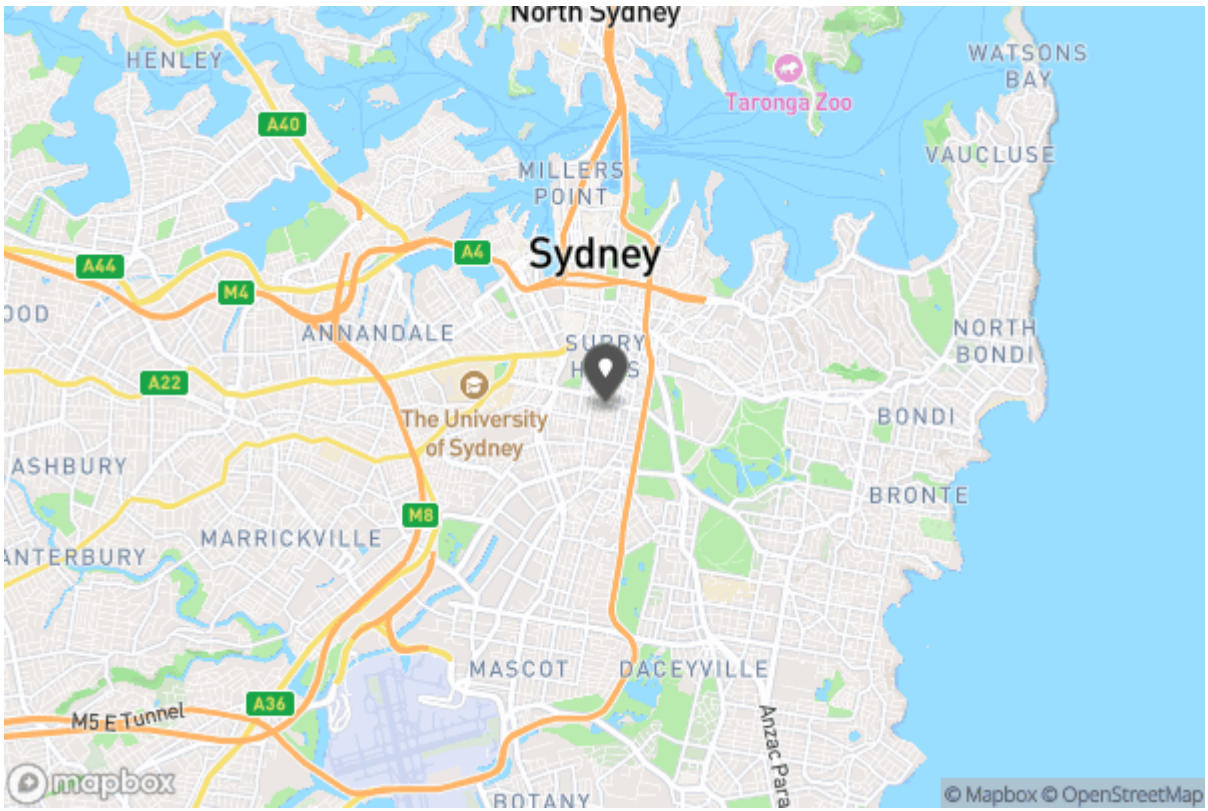 North Sydney
HENLEY
WATSONS
BAY
Taronga Zoo
A40
VAUCLUSE
MILLERS
POINT
A4
Sydney
A44
M4
OOD
ANNANDALE
SURRY
HILLS
NORTH
BONDI
A22
The University
of Sydney
BONDI
ASHBURY
BRONTE
M8
MARRICKVILLE
ANTERBURY
MASCOT
DACEYVILLE
A36
M5 E Tunnel
Anzac Para
BOTANY
mapbox
© Mapbox © OpenStreetMap